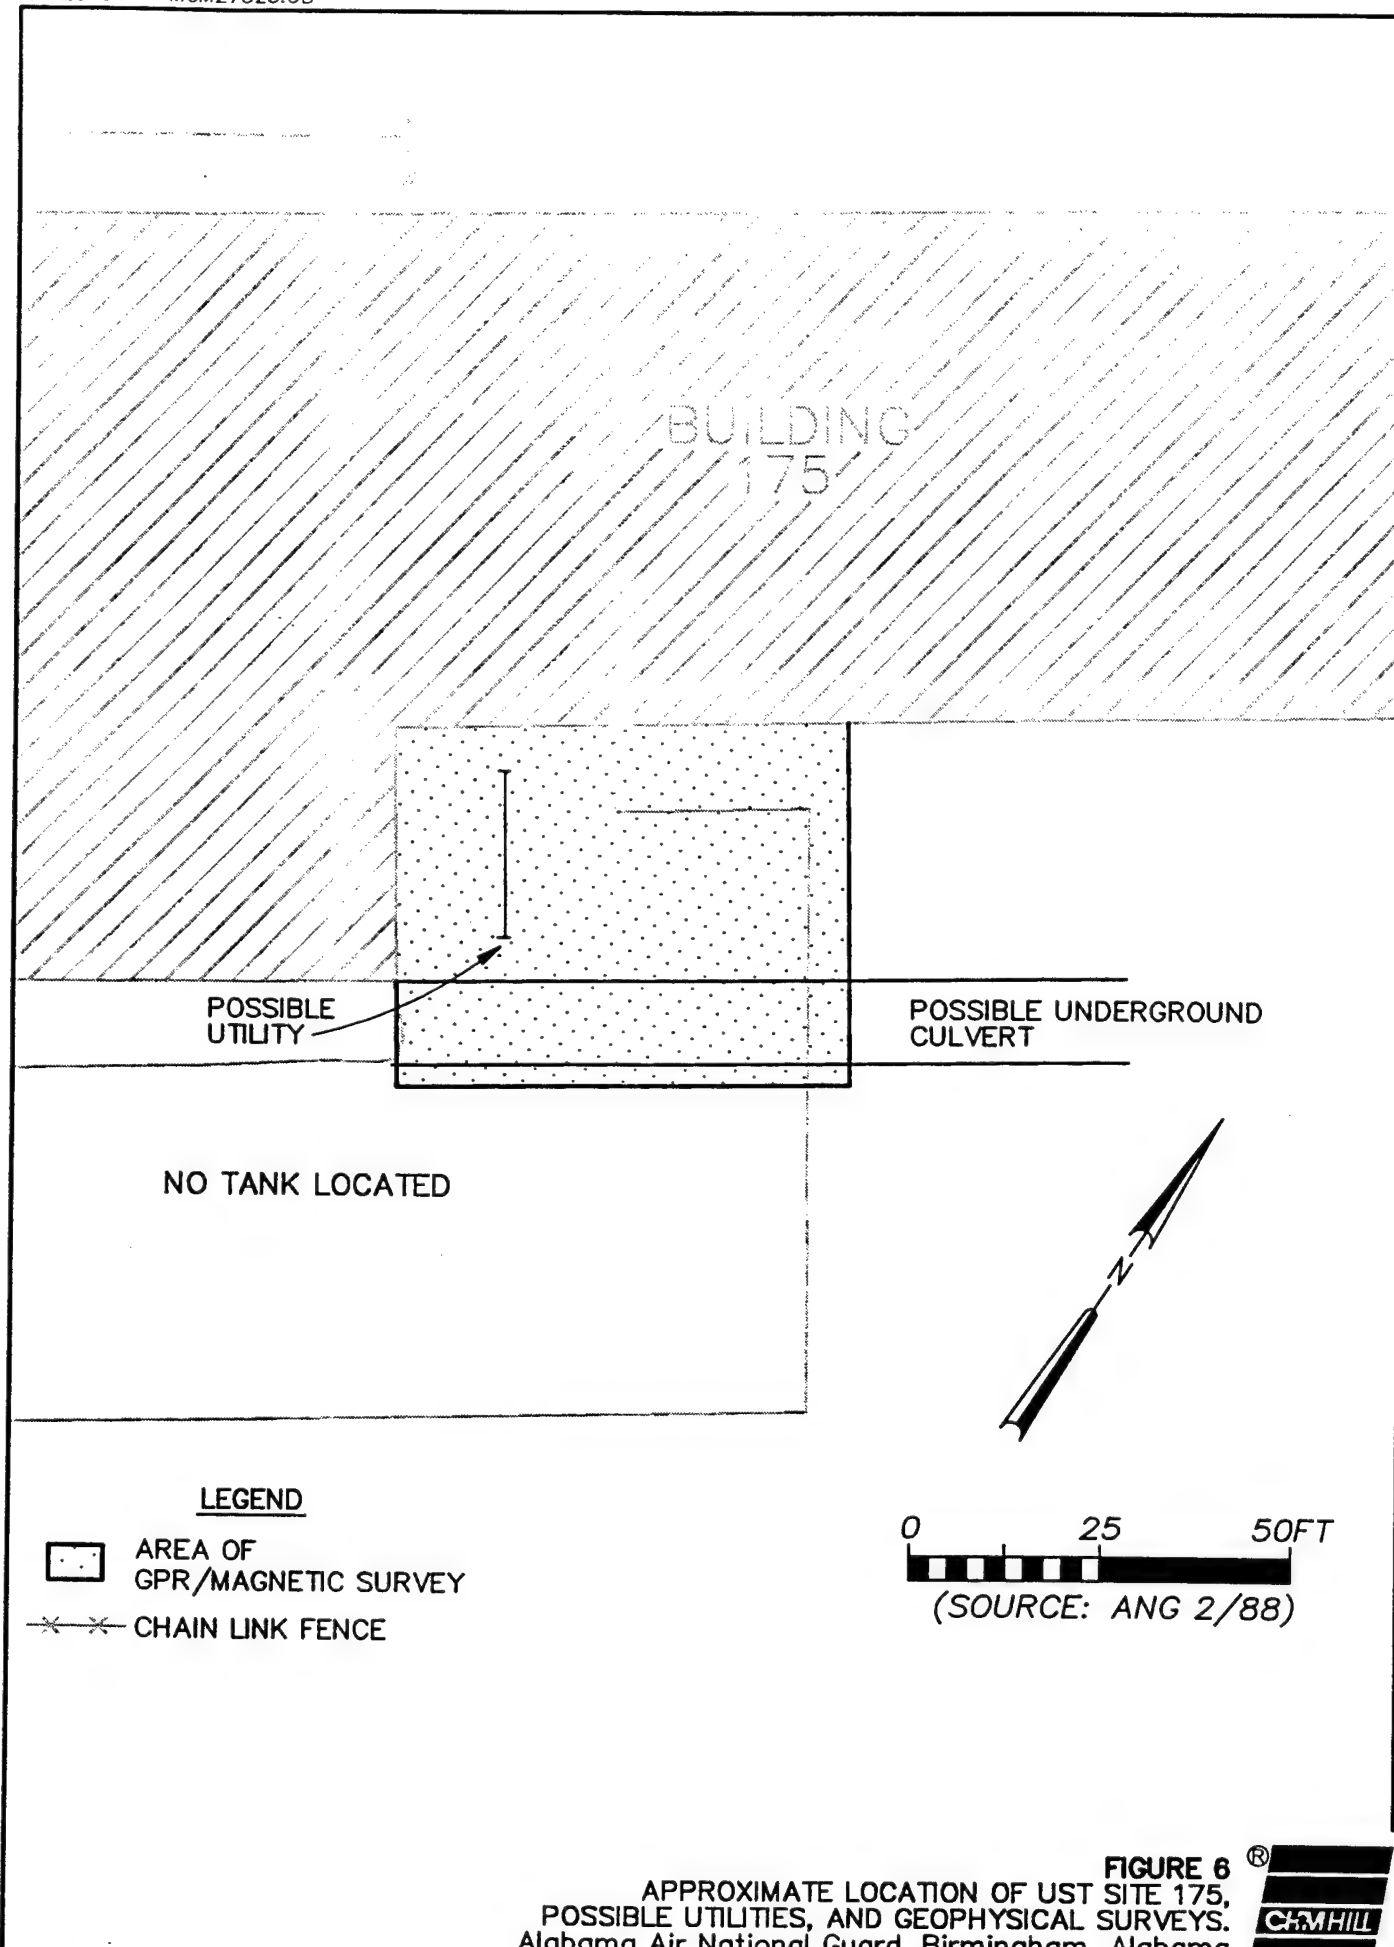 BUILDING
175
POSSIBLE
UTILITY
POSSIBLE UNDERGROUND
CULVERT
NO TANK LOCATED
N
LEGEND
AREA OF
GPR/MAGNETIC SURVEY
CHAIN LINK FENCE
0 25 50FT
(SOURCE: ANG 2/88)
FIGURE 6
APPROXIMATE LOCATION OF UST SITE 175,
POSSIBLE UTILITIES, AND GEOPHYSICAL SURVEYS.
Alabama Air National Guard, Birmingham, Alabama
®
CH2MHILL